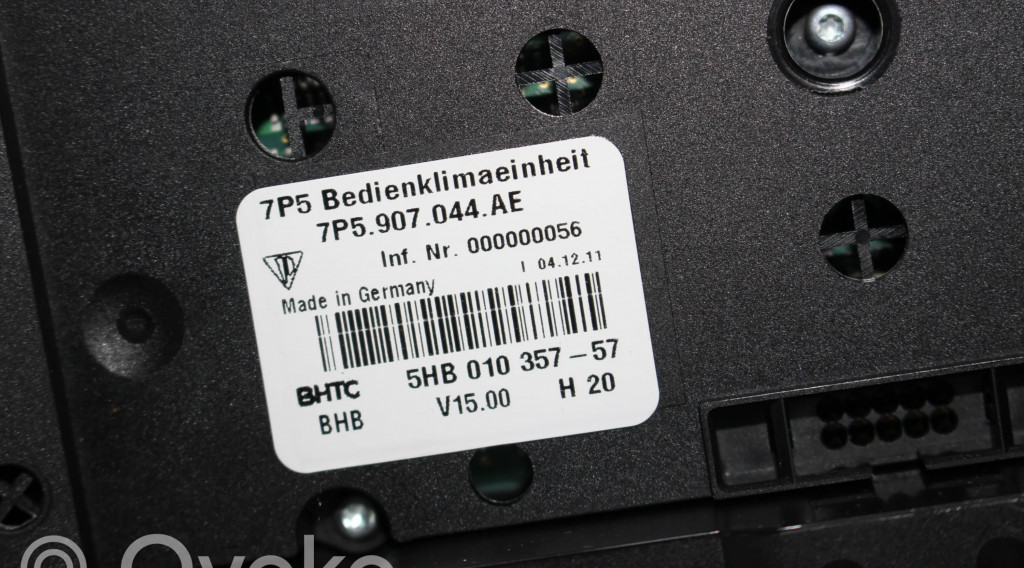 7P5 Bedienklimaeinheit
7P5.907.044.AE
Inf. Nr. 000000056
I 04.12.11
Made in Germany
5HB 010 357-57
BHTC
V15.00 H 20
BHB
© Ovoko